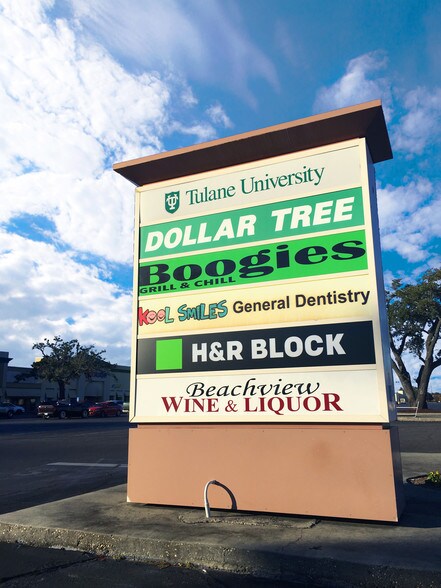 Tulane University
DOLLAR TREE
Boogies
GRILL & CHILL
Kool Smiles General Dentistry
H&R BLOCK
Beachview
WINE & LIQUOR